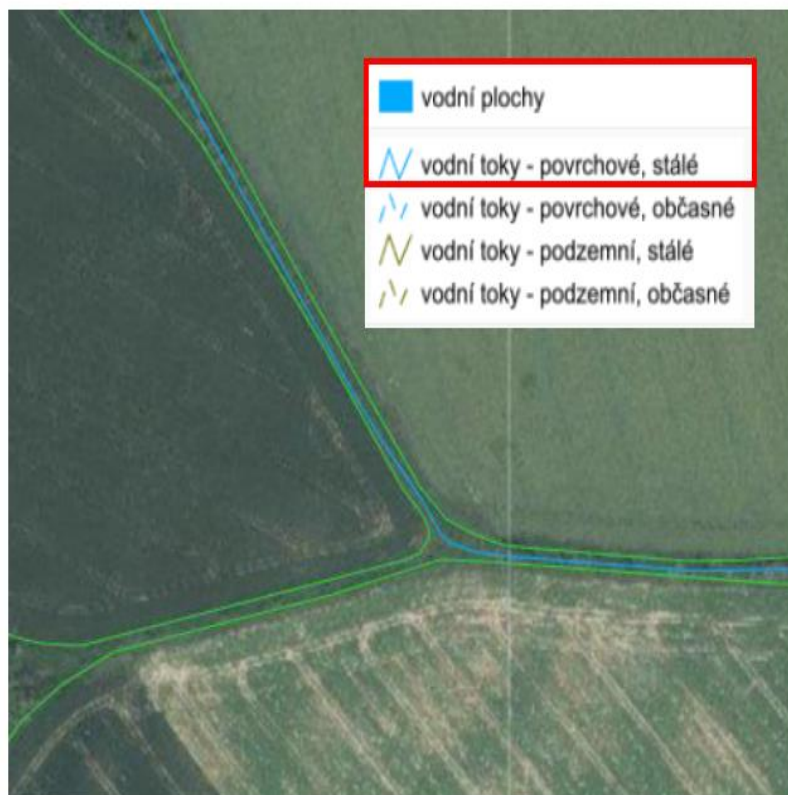 vodní plochy
vodní toky - povrchové, stálé
vodní toky - povrchové, občasné
vodní toky - podzemní, stálé
vodní toky - podzemní, občasné